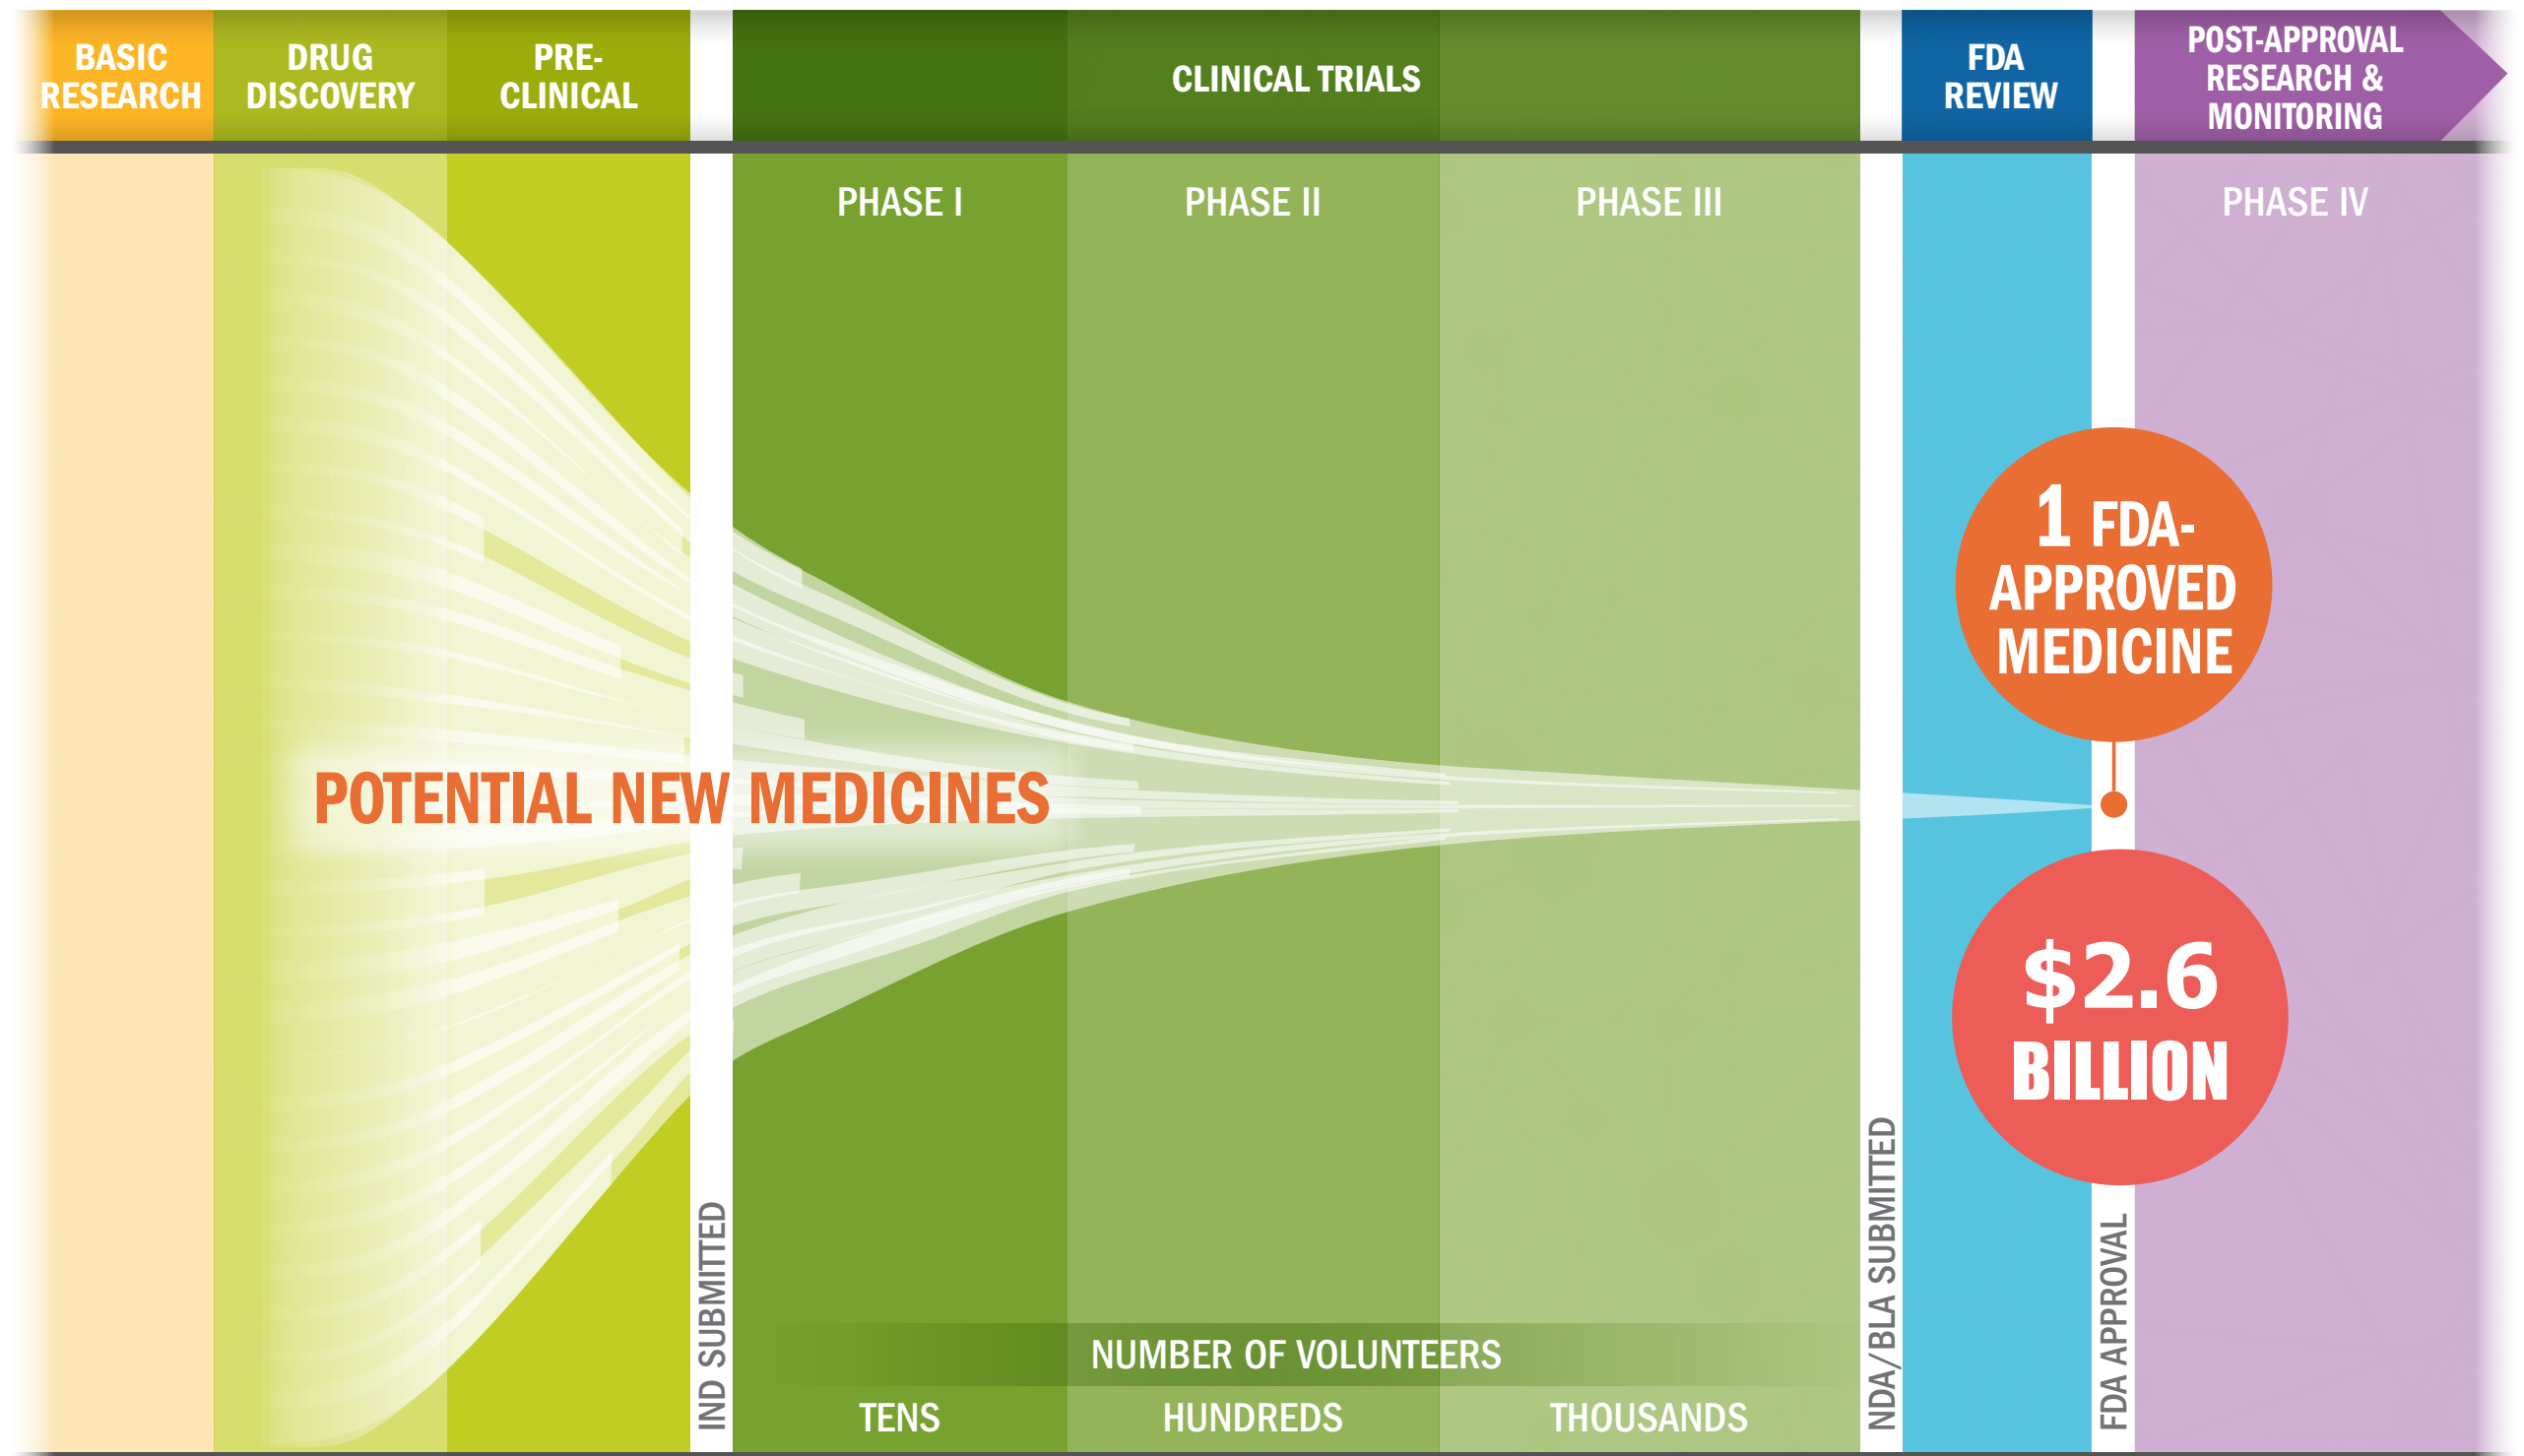 BASIC
RESEARCH
DRUG
DISCOVERY
PRE-
CLINICAL
CLINICAL TRIALS
FDA
REVIEW
POST-APPROVAL
RESEARCH &
MONITORING
PHASE I
PHASE II
PHASE III
PHASE IV
1 FDA-
APPROVED
MEDICINE
POTENTIAL NEW MEDICINES
$2.6
BILLION
IND SUBMITTED
NDA/BLA SUBMITTED
FDA APPROVAL
NUMBER OF VOLUNTEERS
TENS
HUNDREDS
THOUSANDS